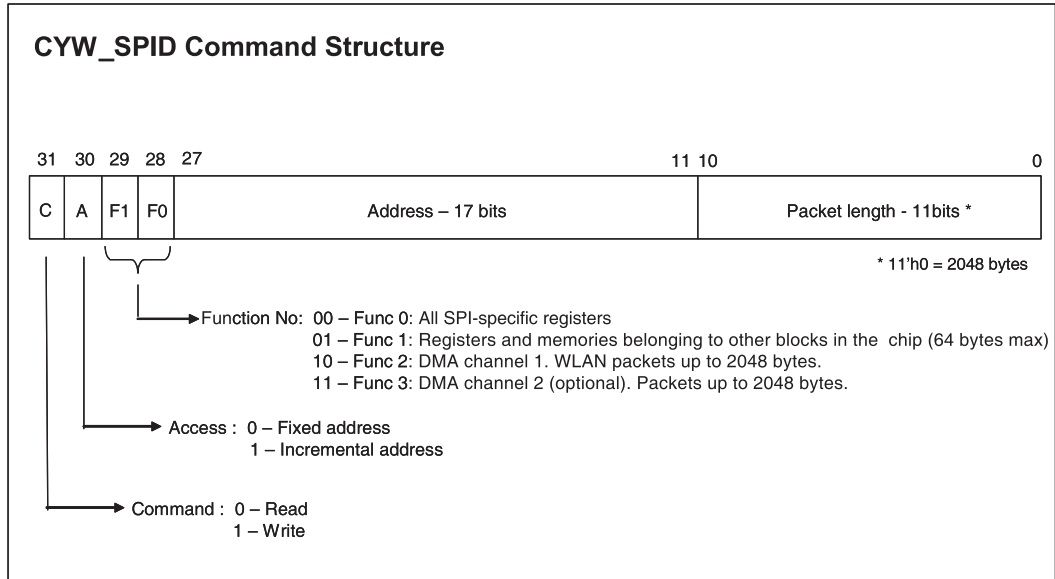 CYW_SPID Command Structure
31 30 29 28 27 11 10 0
C A F1 F0 Address – 17 bits Packet length - 11bits *
* 11'h0 = 2048 bytes
Function No: 00 – Func 0: All SPI-specific registers
01 – Func 1: Registers and memories belonging to other blocks in the chip (64 bytes max)
10 – Func 2: DMA channel 1. WLAN packets up to 2048 bytes.
11 – Func 3: DMA channel 2 (optional). Packets up to 2048 bytes.
Access : 0 – Fixed address
1 – Incremental address
Command : 0 – Read
1 – Write